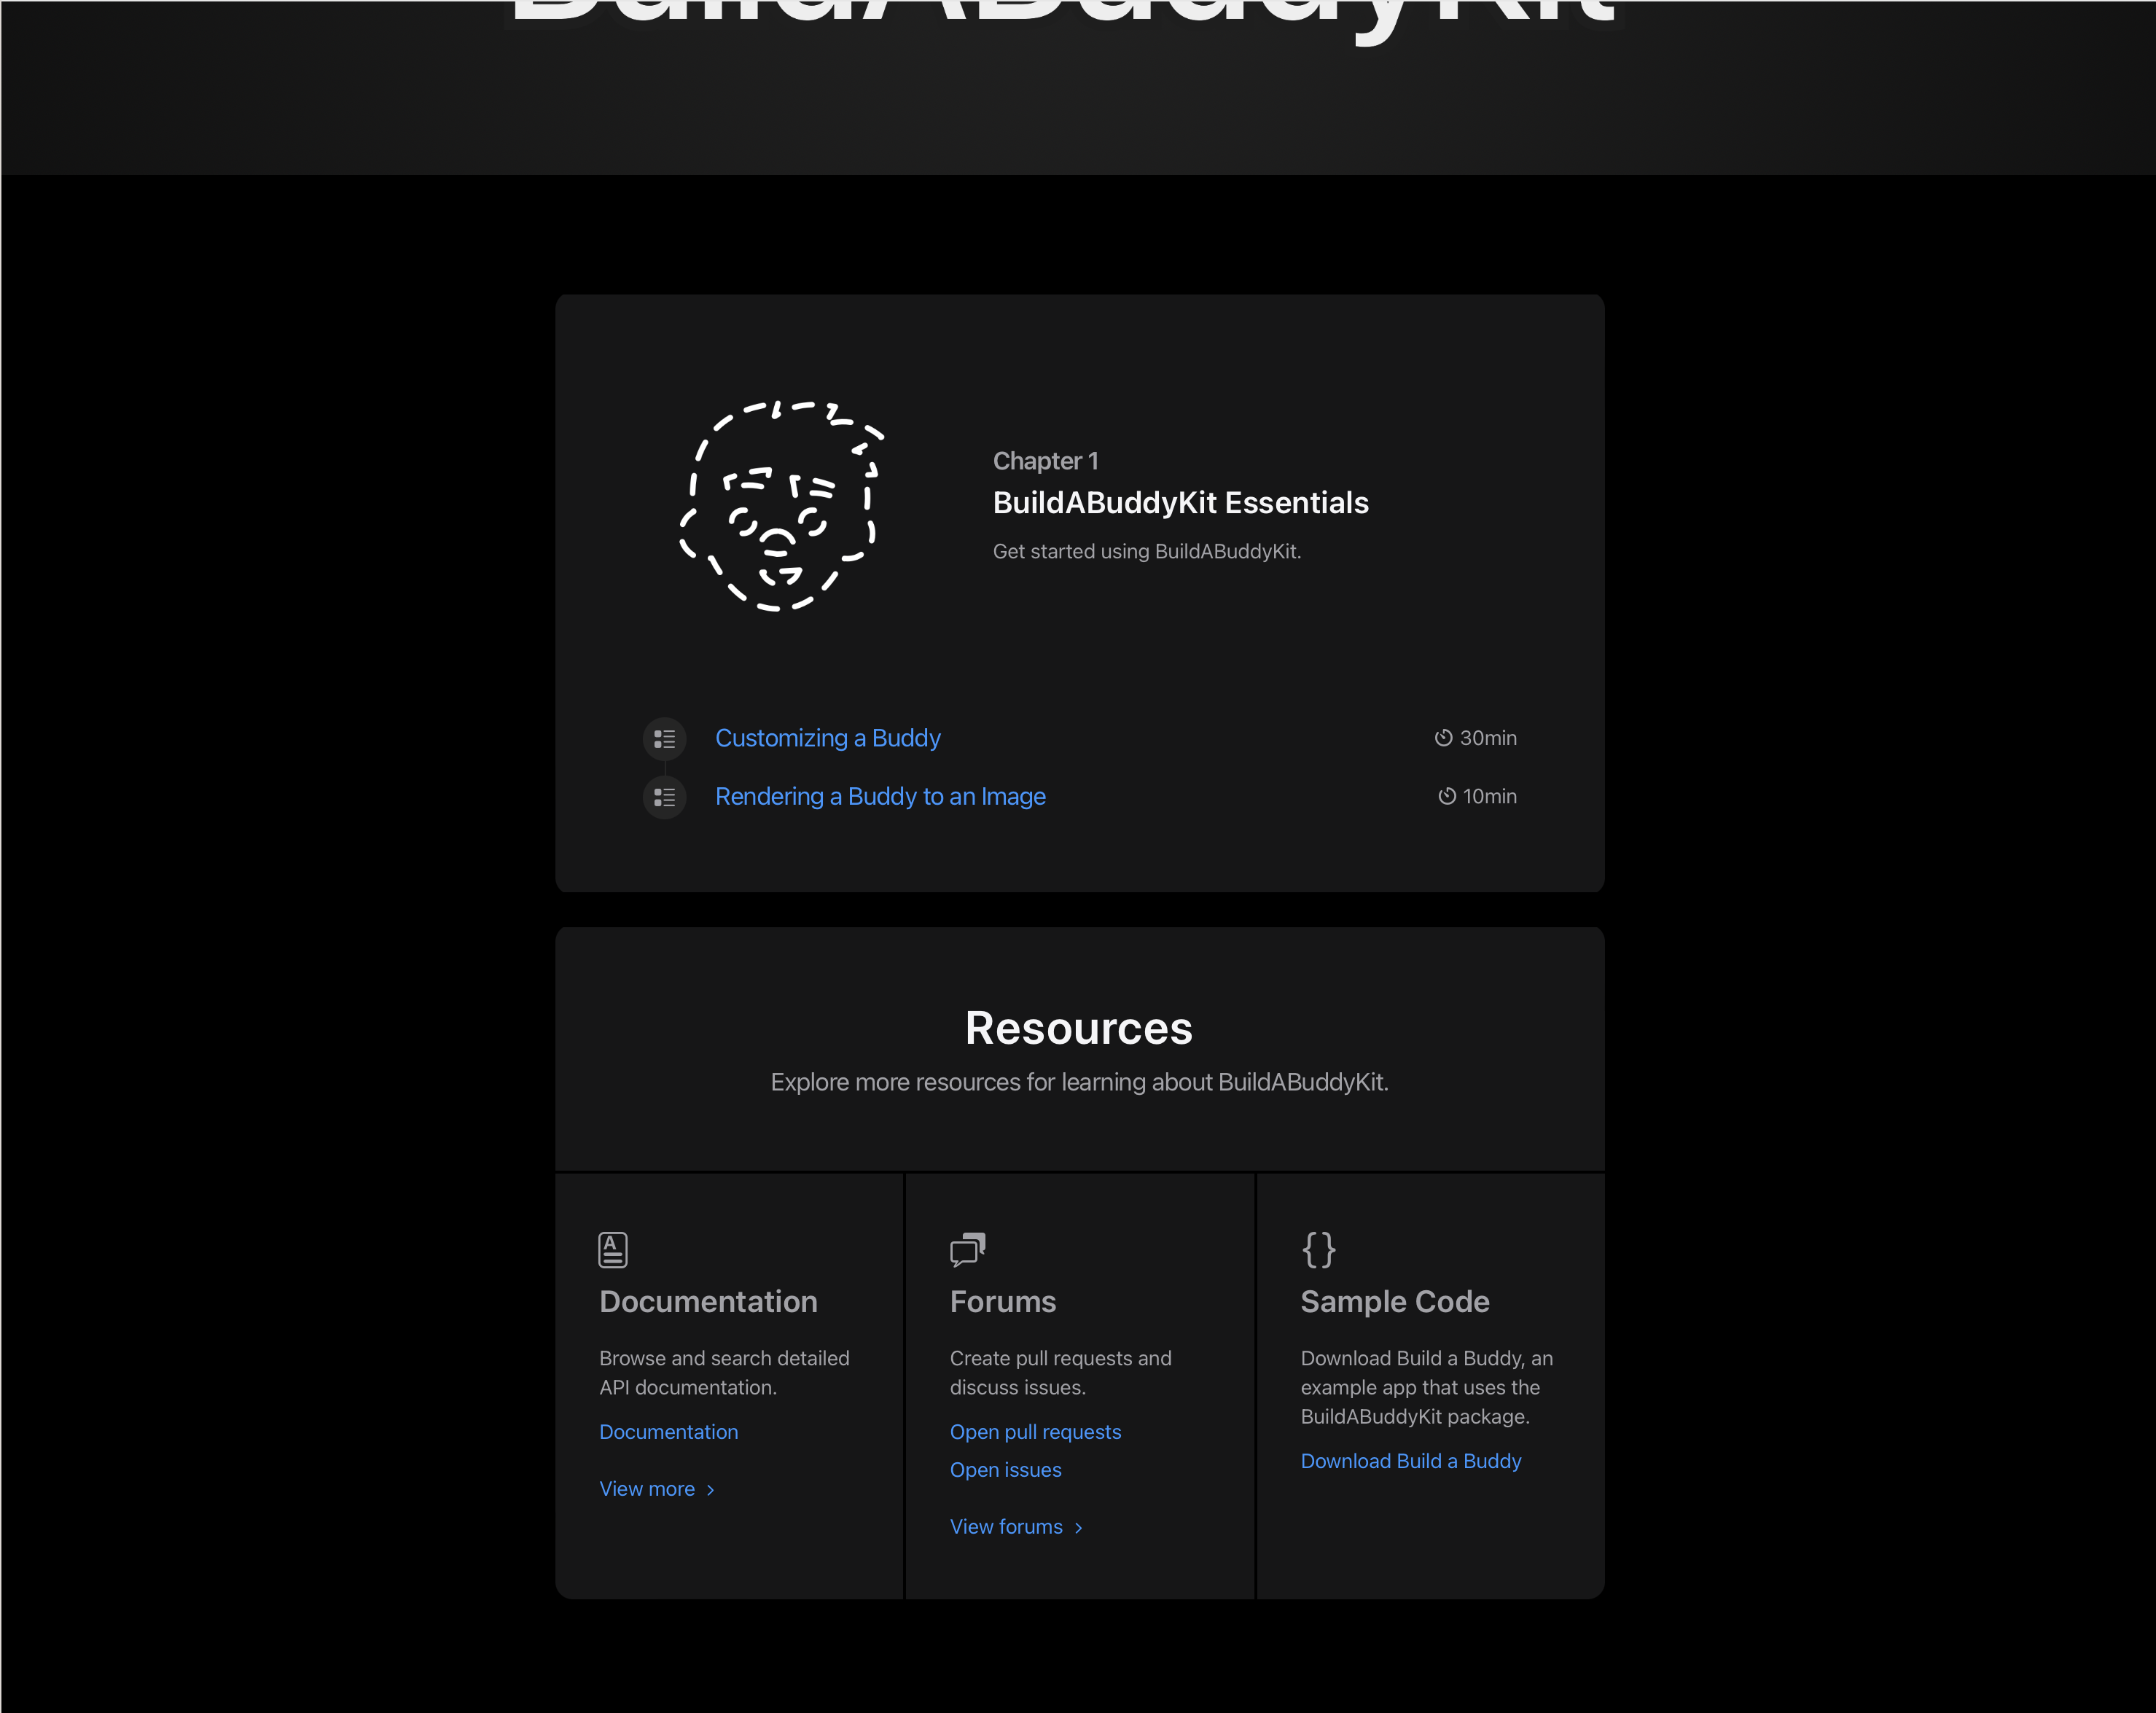 BuildABuddyKit
Chapter 1
BuildABuddyKit Essentials
Get started using BuildABuddyKit.
Customizing a Buddy
30min
Rendering a Buddy to an Image
10min
Resources
Explore more resources for learning about BuildABuddyKit.
A
Documentation
Browse and search detailed
API documentation.
Documentation
View more
Forums
Create pull requests and
discuss issues.
Open pull requests
Open issues
View forums
{}
Sample Code
Download Build a Buddy, an
example app that uses the
BuildABuddyKit package.
Download Build a Buddy